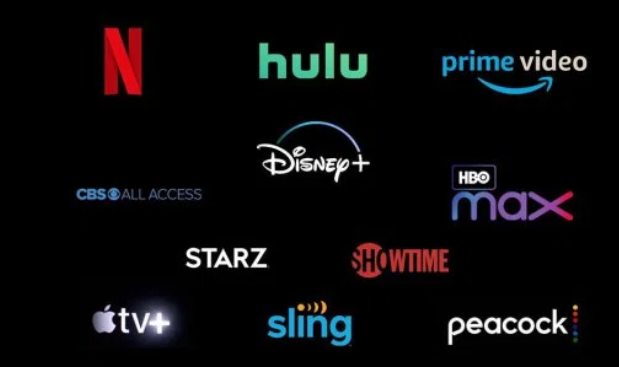 N
hulu
prime video
Disney+
CBS ALL ACCESS
HBO
max
STARZ
SHOWTIME
tv+
sling
peacock